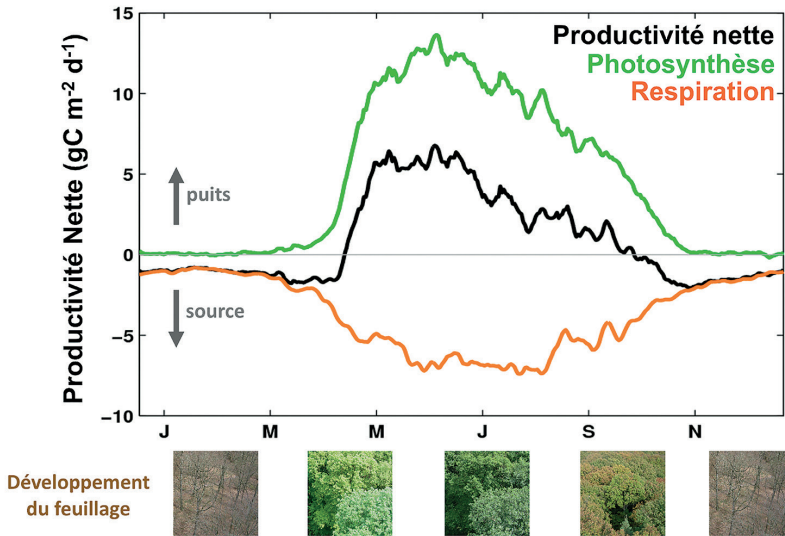 15
10
5
0
−5
−10
Productivité Nette (gC m⁻² d⁻¹)
Productivité nette
Photosynthèse
Respiration
puits
source
J M M J S N
Développement
du feuillage